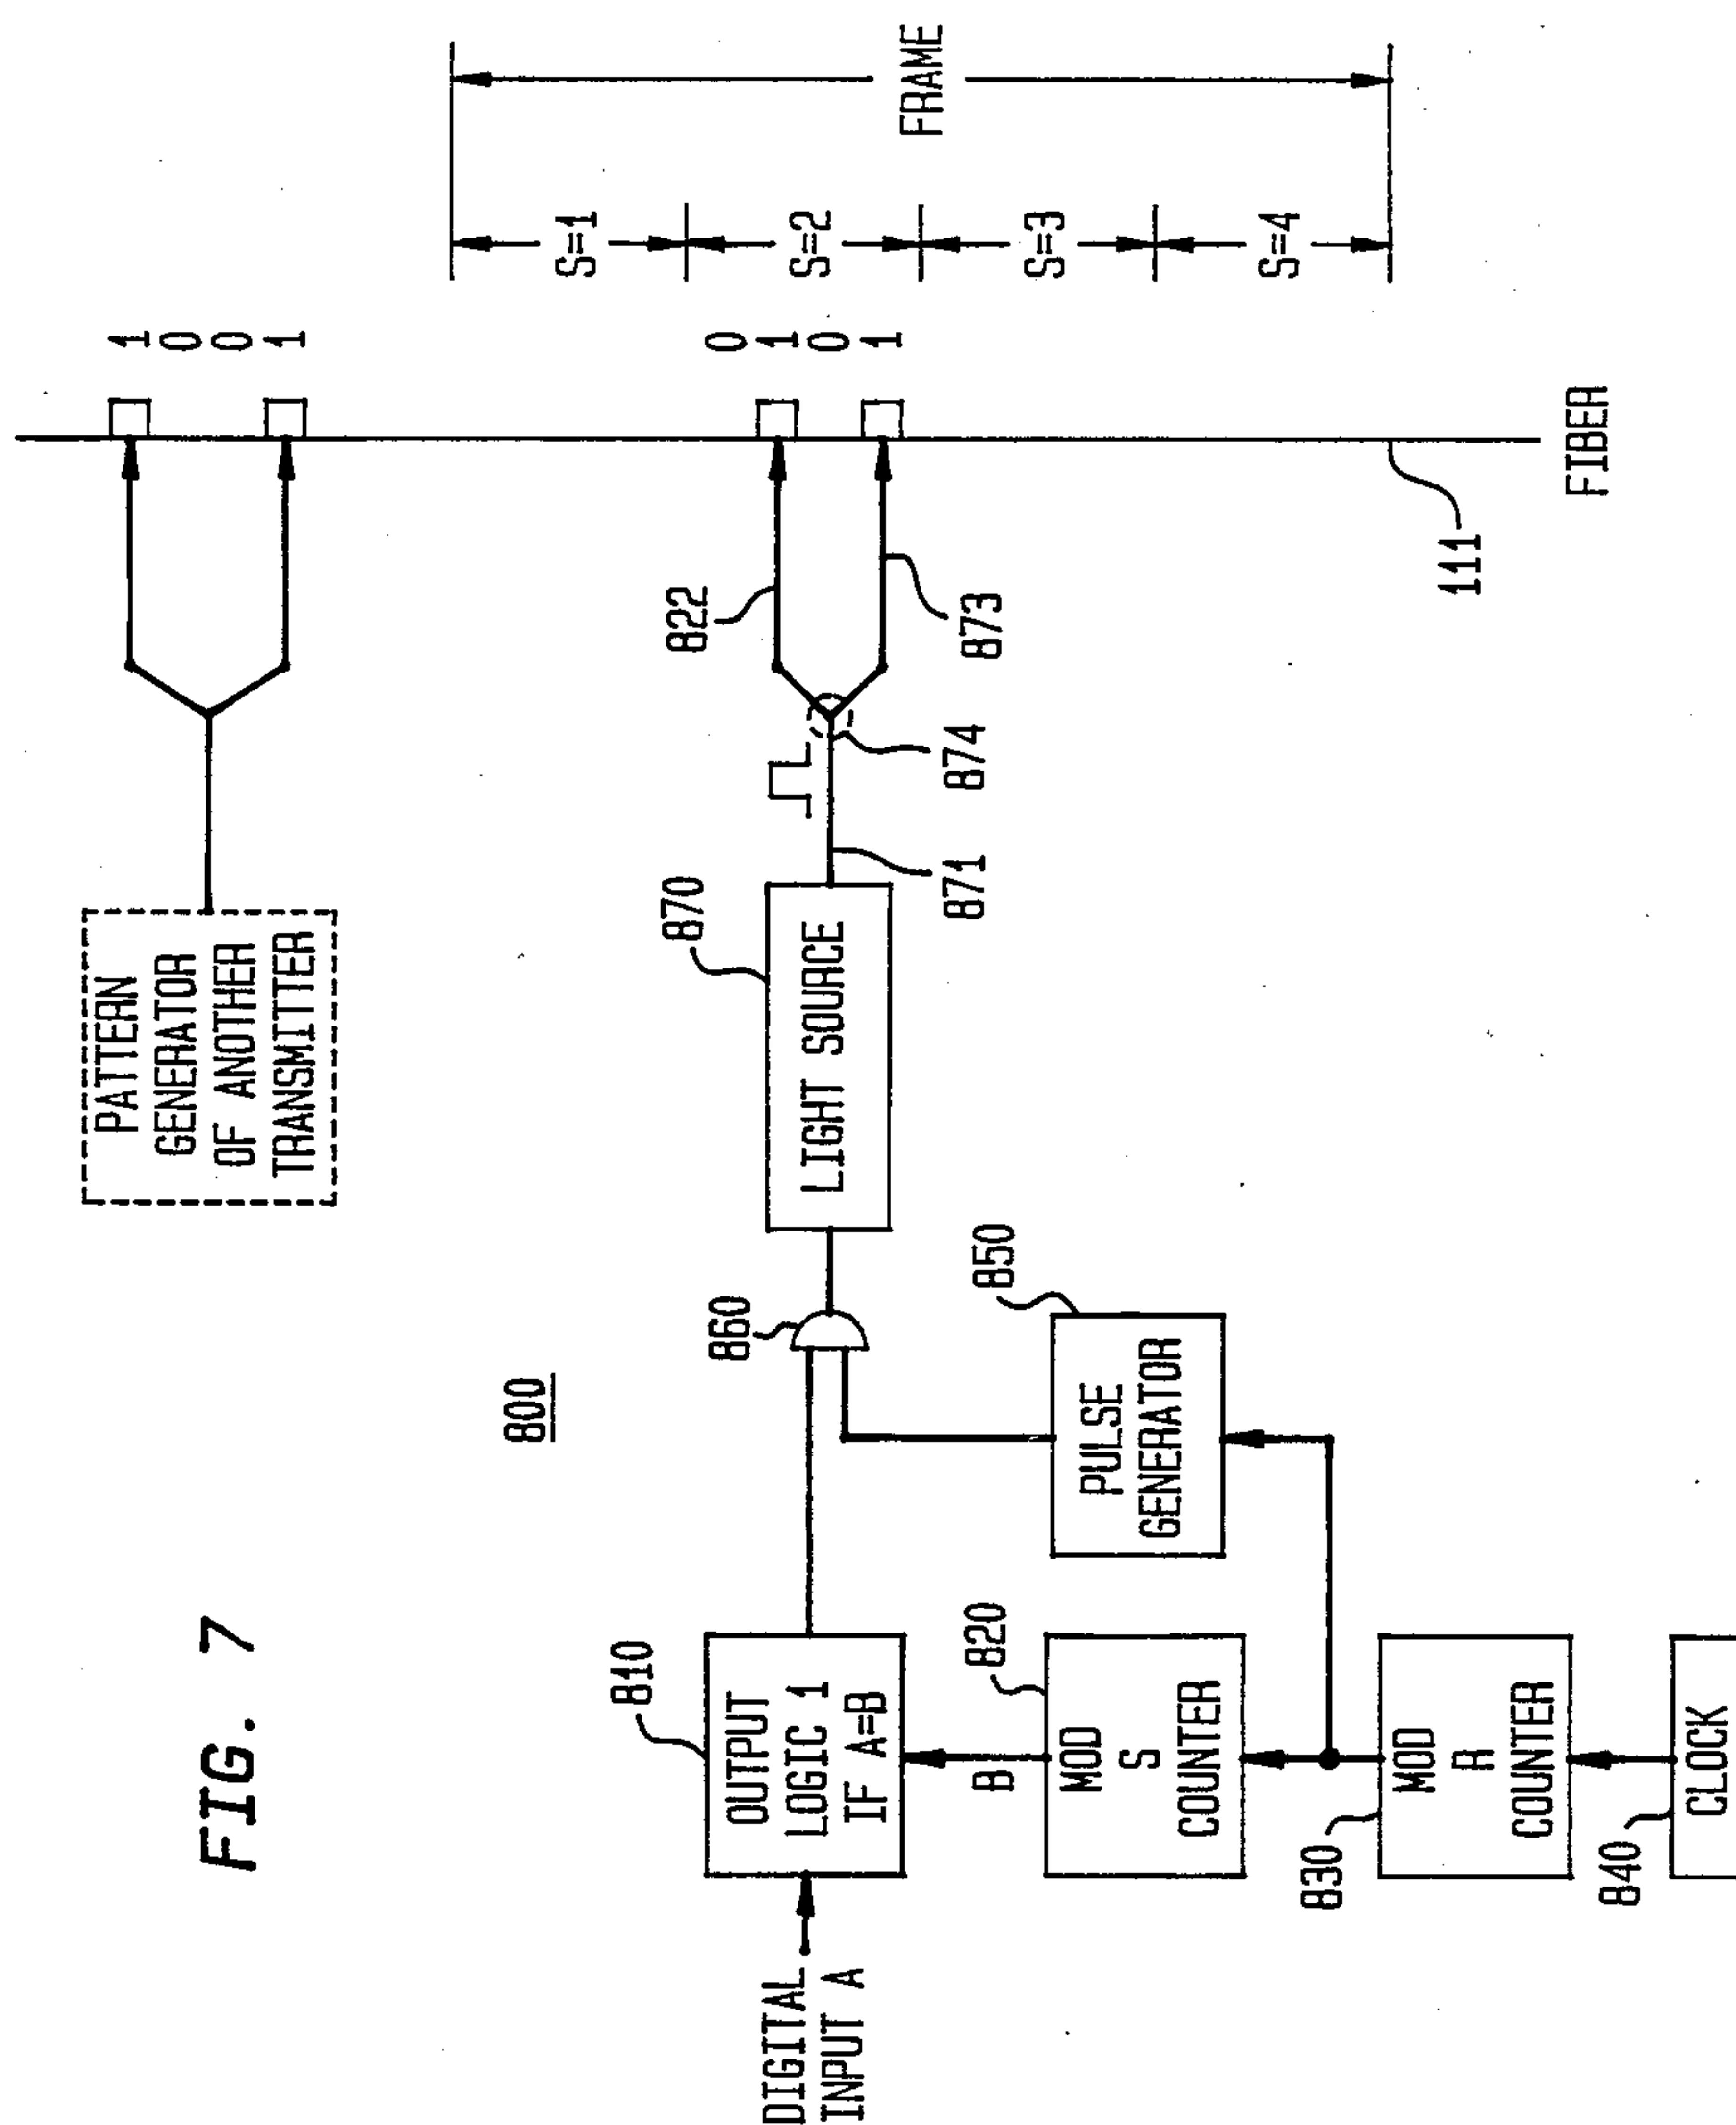 FIG. 7
800
PATTERN
GENERATOR
OF ANOTHER
TRANSMITTER
1
0
0
1
DIGITAL
INPUT A
810
OUTPUT
LOGIC 1
IF A=B
860
870
LIGHT SOURCE
871
874
822
873
0
1
0
1
B
820
MOD
S
COUNTER
850
PULSE
GENERATOR
830
MOD
R
COUNTER
840
CLOCK
111
FIBER
S=1
S=2
S=3
S=4
FRAME